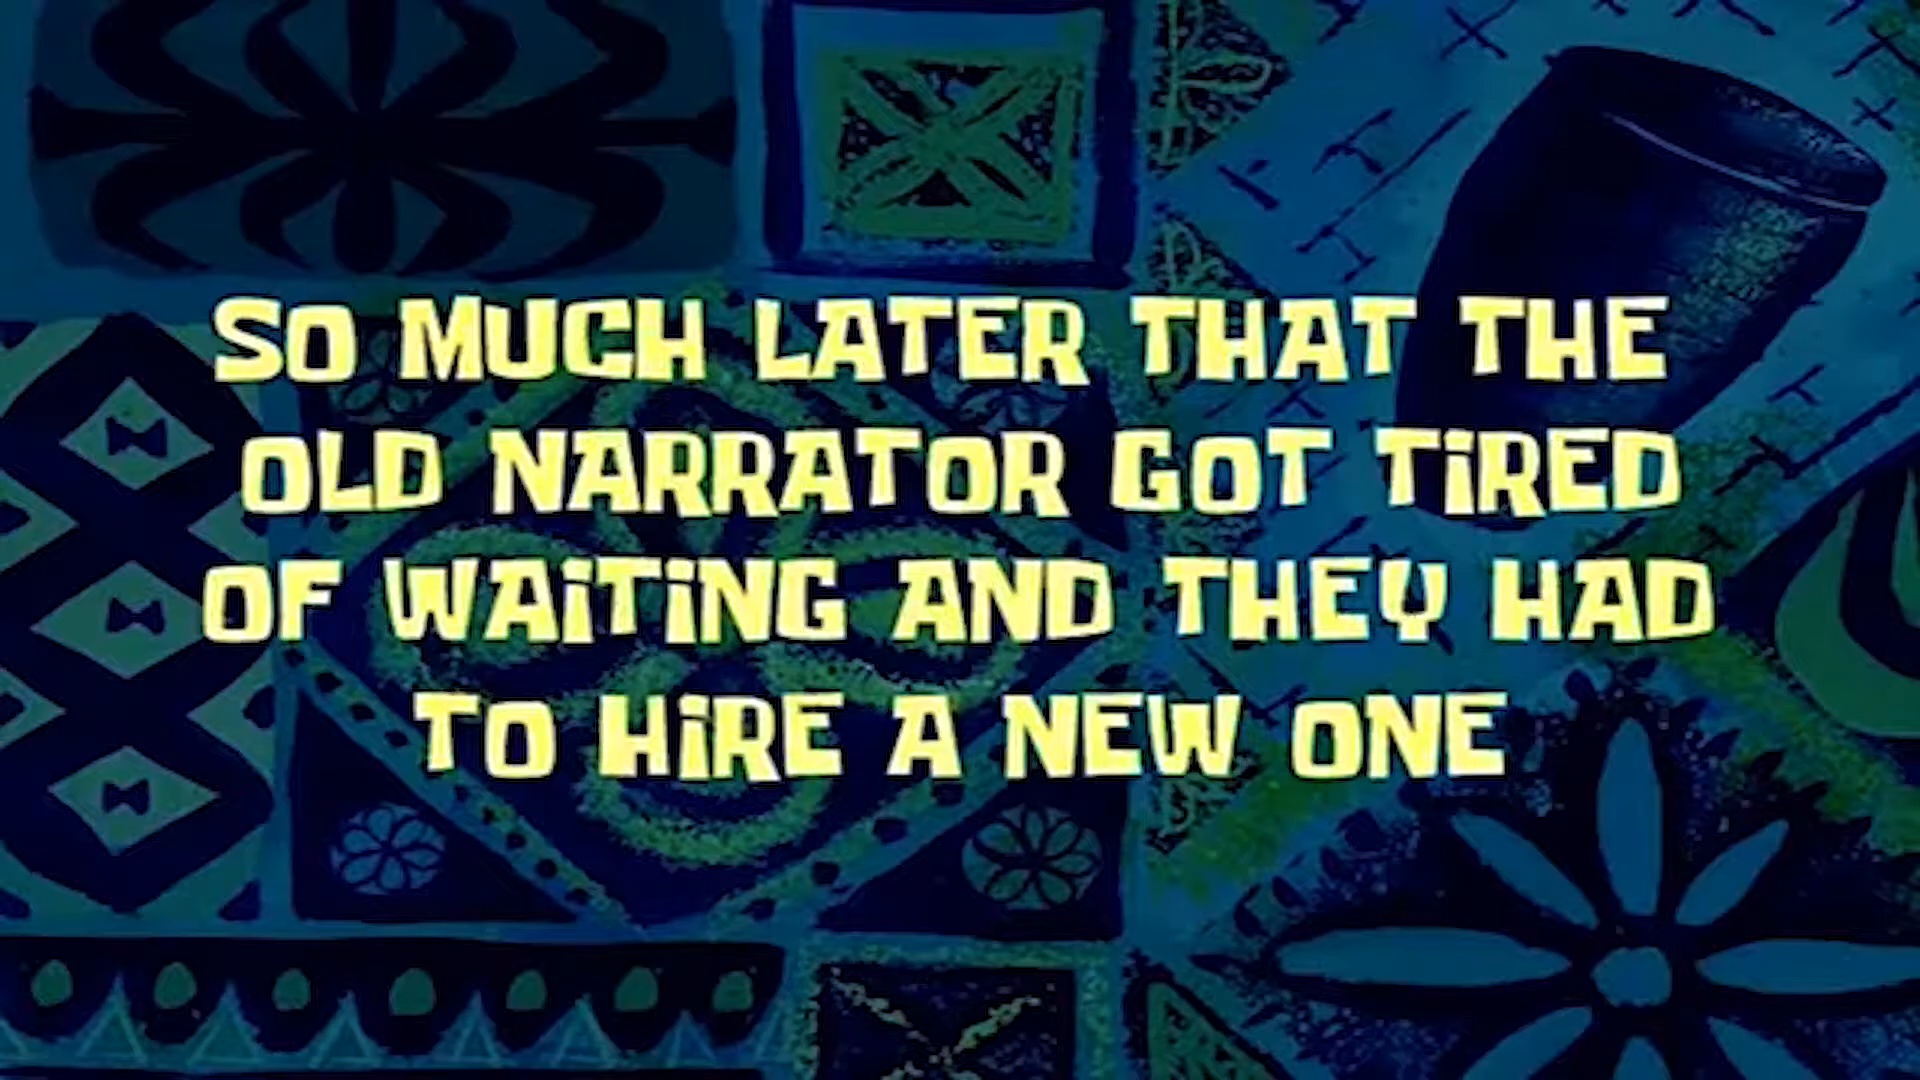 SO MUCH LATER THAT THE
OLD NARRATOR GOT TIRED
OF WAITING AND THEY HAD
TO HIRE A NEW ONE